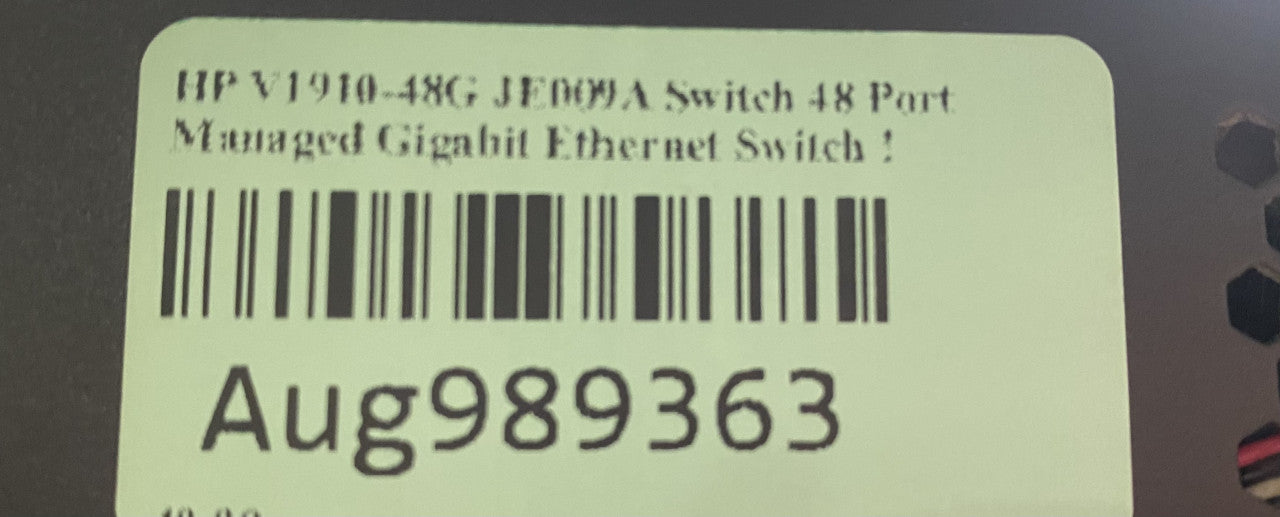 HP V1910-48G JE009A Switch 48 Port
Managed Gigabit Ethernet Switch !
Aug989363